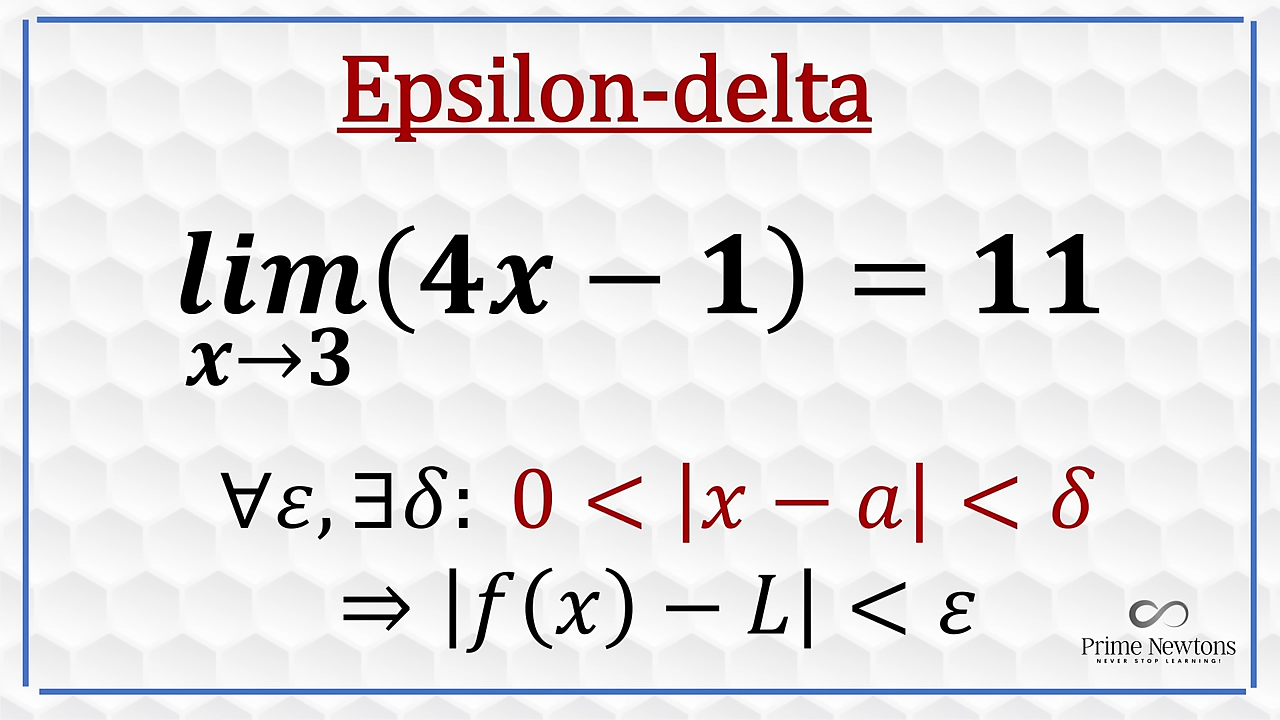 Epsilon-delta
lim(4x − 1) = 11
x→3
∀ε, ∃δ: 0 < |x − a| < δ
⇒ |f(x) − L| < ε
Prime Newtons
NEVER STOP LEARNING!